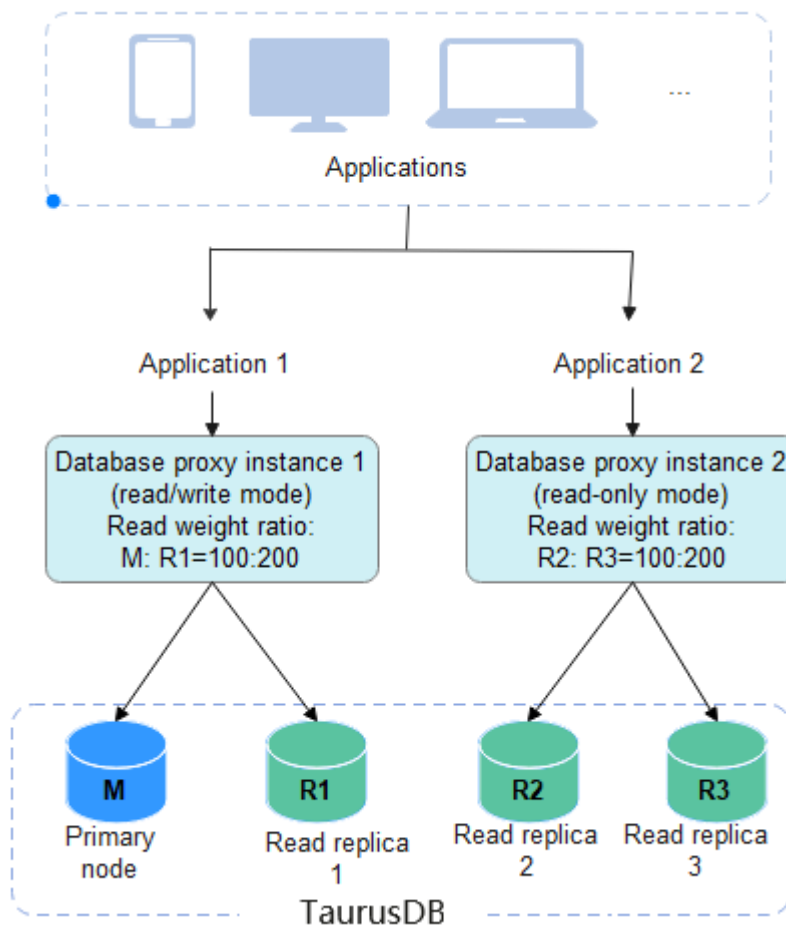 ...
Applications
Application 1
Application 2
Database proxy instance 1
(read/write mode)
Read weight ratio:
M: R1=100:200
Database proxy instance 2
(read-only mode)
Read weight ratio:
R2: R3=100:200
M
R1
R2
R3
Primary
node
Read replica
1
Read replica
2
Read replica
3
TaurusDB